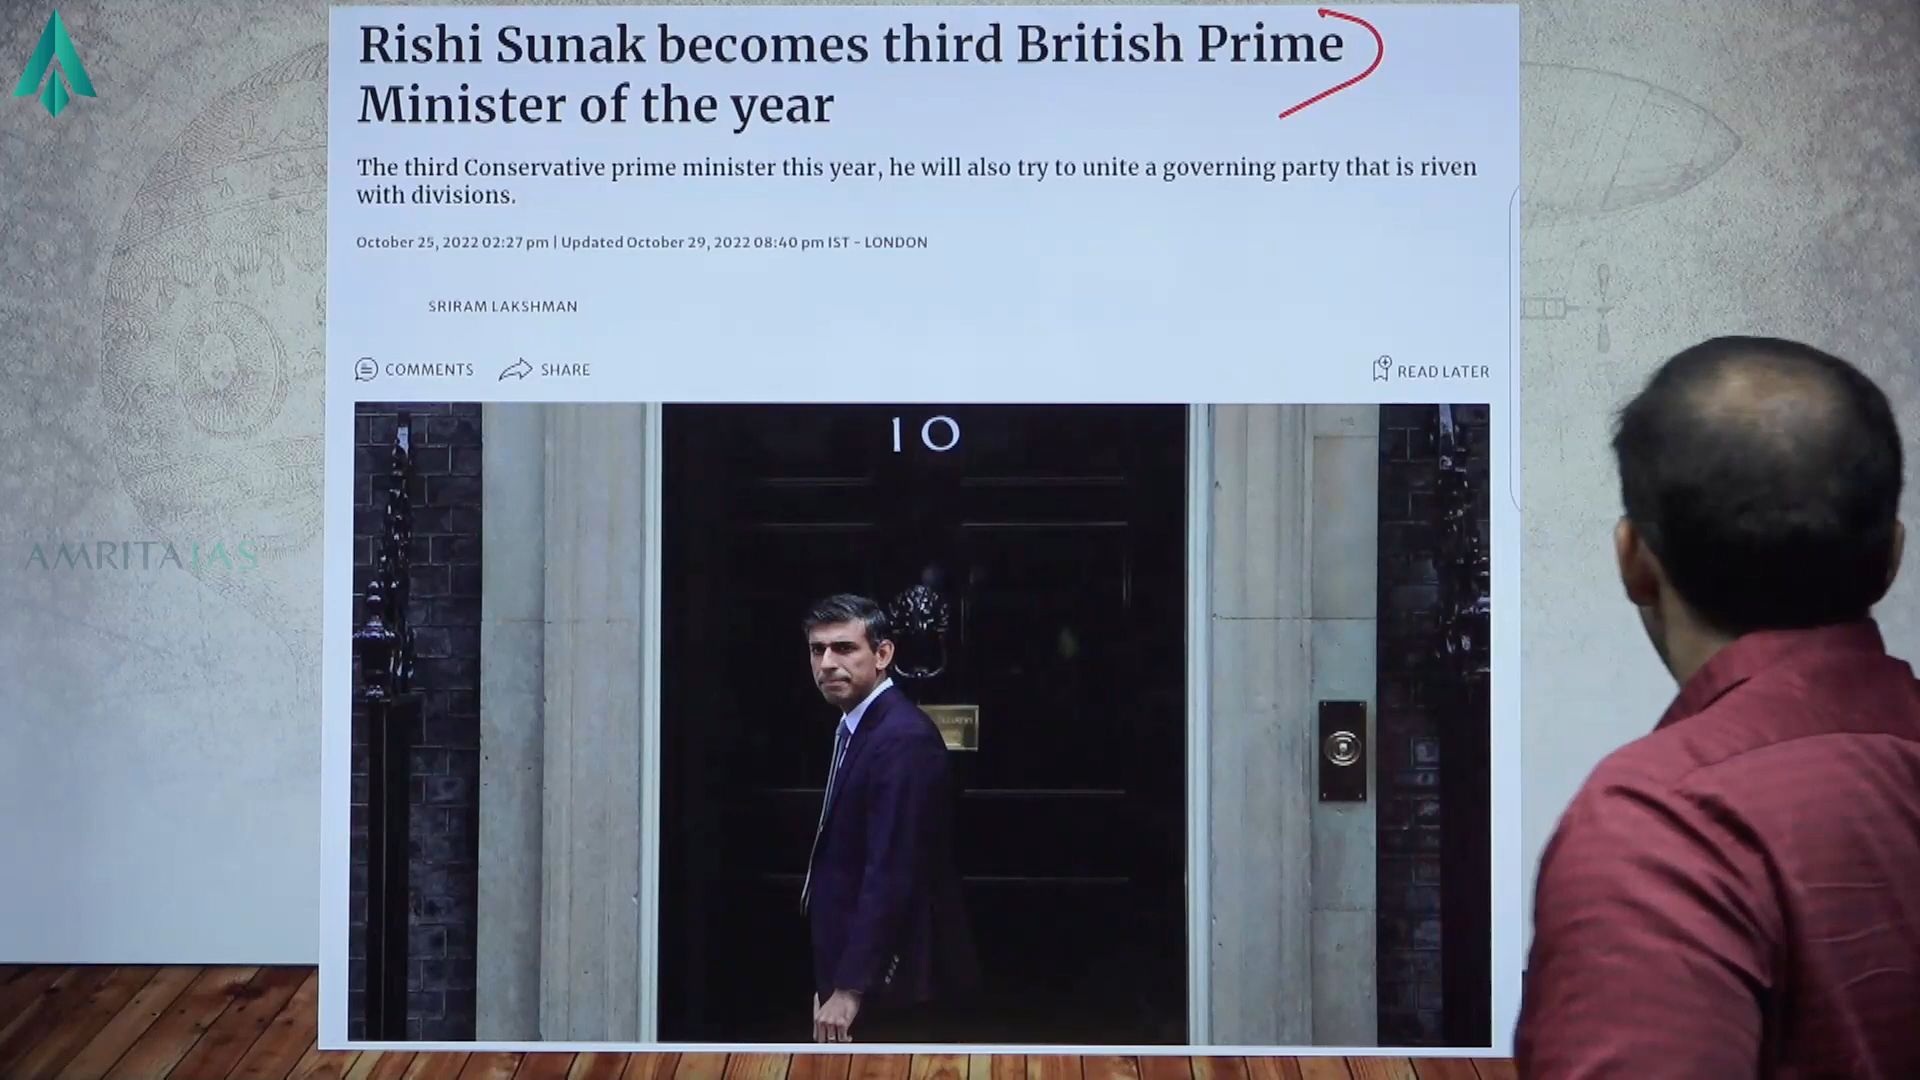 Rishi Sunak becomes third British Prime
Minister of the year
The third Conservative prime minister this year, he will also try to unite a governing party that is riven
with divisions.
October 25, 2022 02:27 pm | Updated October 29, 2022 08:40 pm IST - LONDON
SRIRAM LAKSHMAN
COMMENTS SHARE READ LATER
10
AMRITA IAS